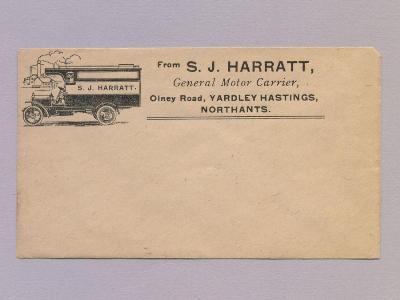 From S. J. HARRATT,
General Motor Carrier,
Olney Road, YARDLEY HASTINGS,
NORTHANTS.
S. J. HARRATT.